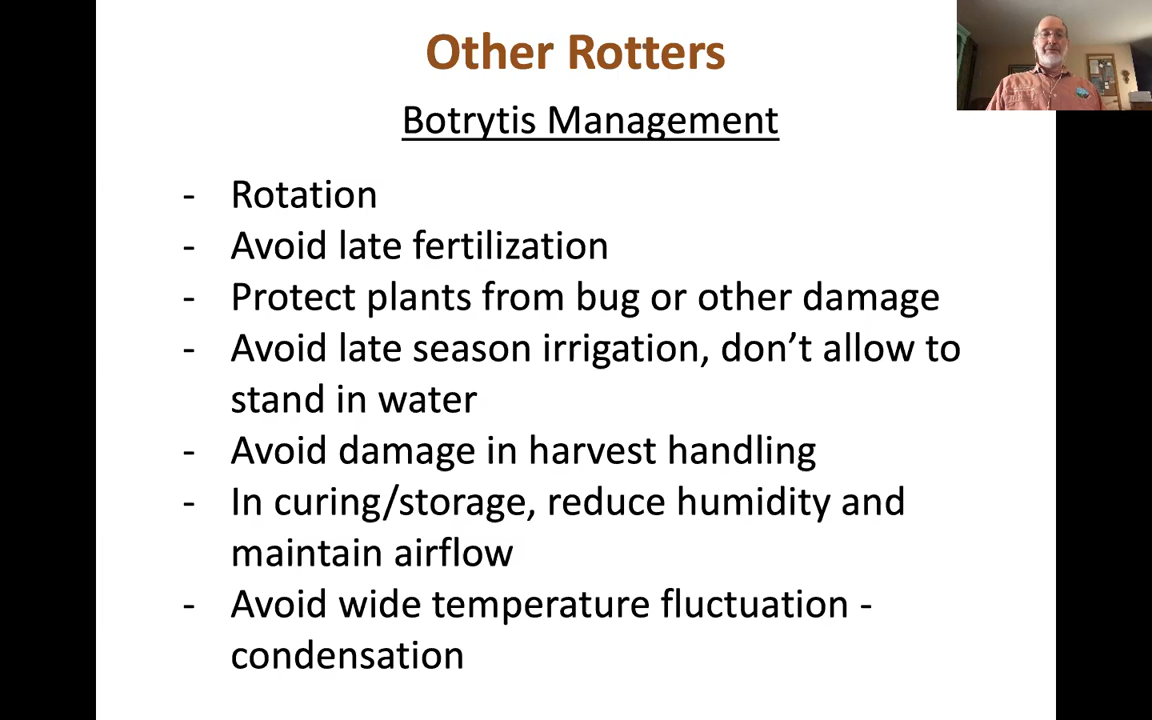 Other Rotters
Botrytis Management
- Rotation
- Avoid late fertilization
- Protect plants from bug or other damage
- Avoid late season irrigation, don’t allow to
stand in water
- Avoid damage in harvest handling
- In curing/storage, reduce humidity and
maintain airflow
- Avoid wide temperature fluctuation -
condensation